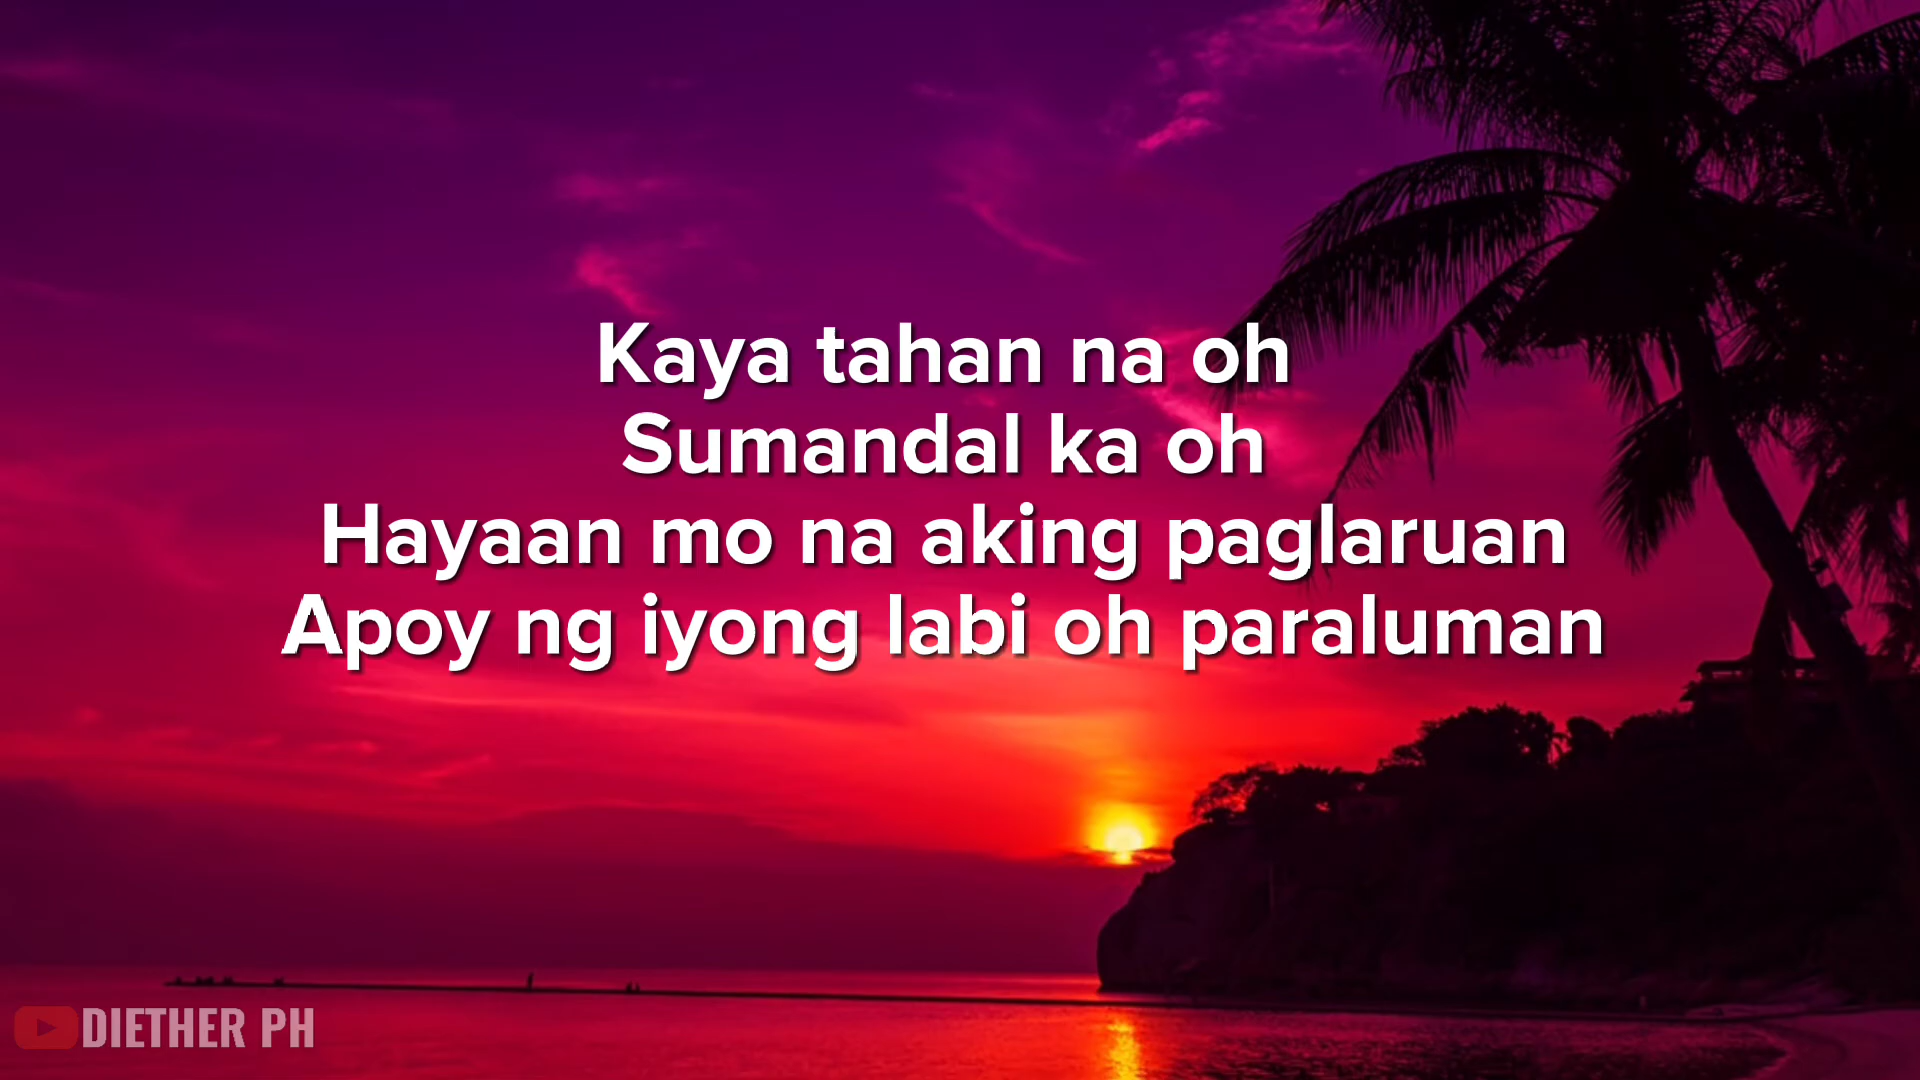 Kaya tahan na oh
Sumandal ka oh
Hayaan mo na aking paglaruan
Apoy ng iyong labi oh paraluman
DIETHER PH